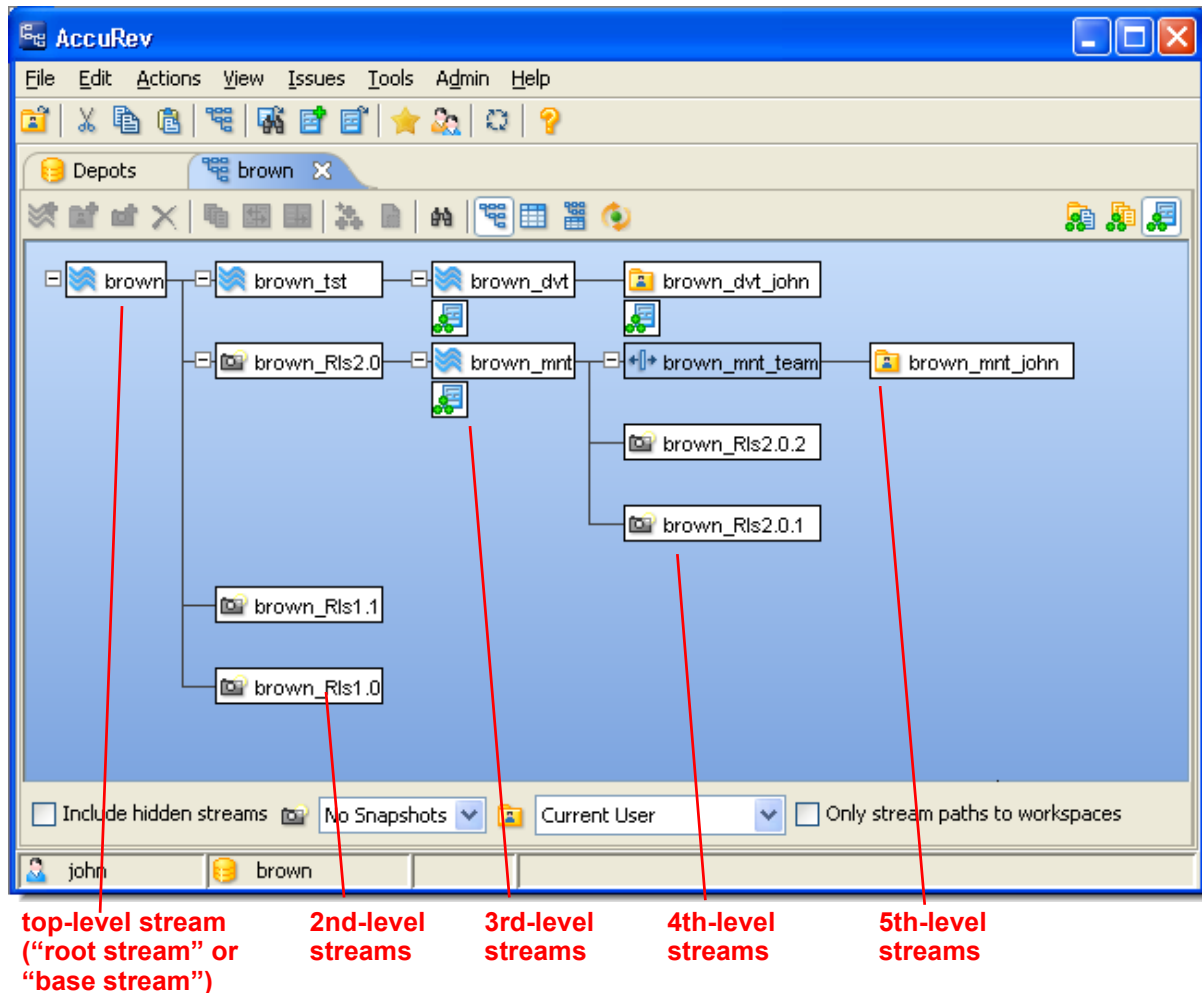 AccuRev
File Edit Actions View Issues Tools Admin Help
Depots brown
brown brown_tst brown_dvt brown_dvt_john
brown_Rls2.0 brown_mnt brown_mnt_team brown_mnt_john
brown_Rls2.0.2
brown_Rls2.0.1
brown_Rls1.1
brown_Rls1.0
Include hidden streams No Snapshots Current User Only stream paths to workspaces
john brown
top-level stream 2nd-level 3rd-level 4th-level 5th-level
(“root stream” or streams streams streams streams
“base stream”)